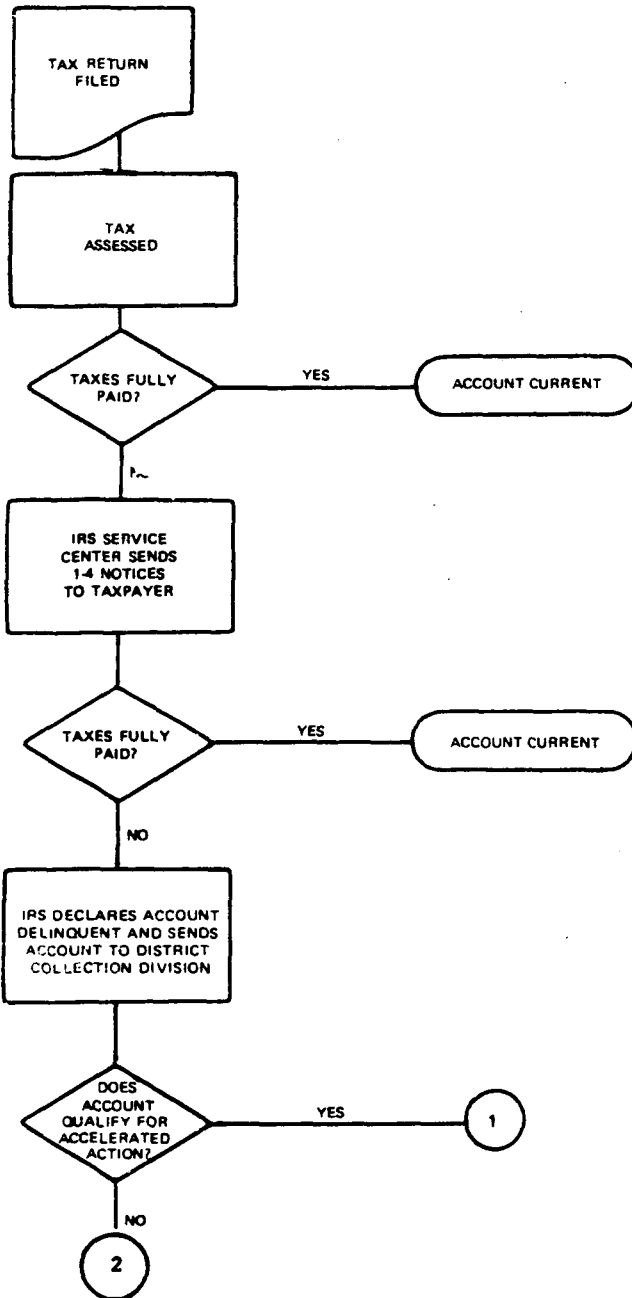 TAX RETURN
FILED
TAX
ASSESSED
TAXES FULLY
PAID?
YES
ACCOUNT CURRENT
IRS SERVICE
CENTER SENDS
1-4 NOTICES
TO TAXPAYER
TAXES FULLY
PAID?
YES
ACCOUNT CURRENT
NO
IRS DECLARES ACCOUNT
DELINQUENT AND SENDS
ACCOUNT TO DISTRICT
COLLECTION DIVISION
DOES
ACCOUNT
QUALIFY FOR
ACCELERATED
ACTION?
YES
1
NO
2